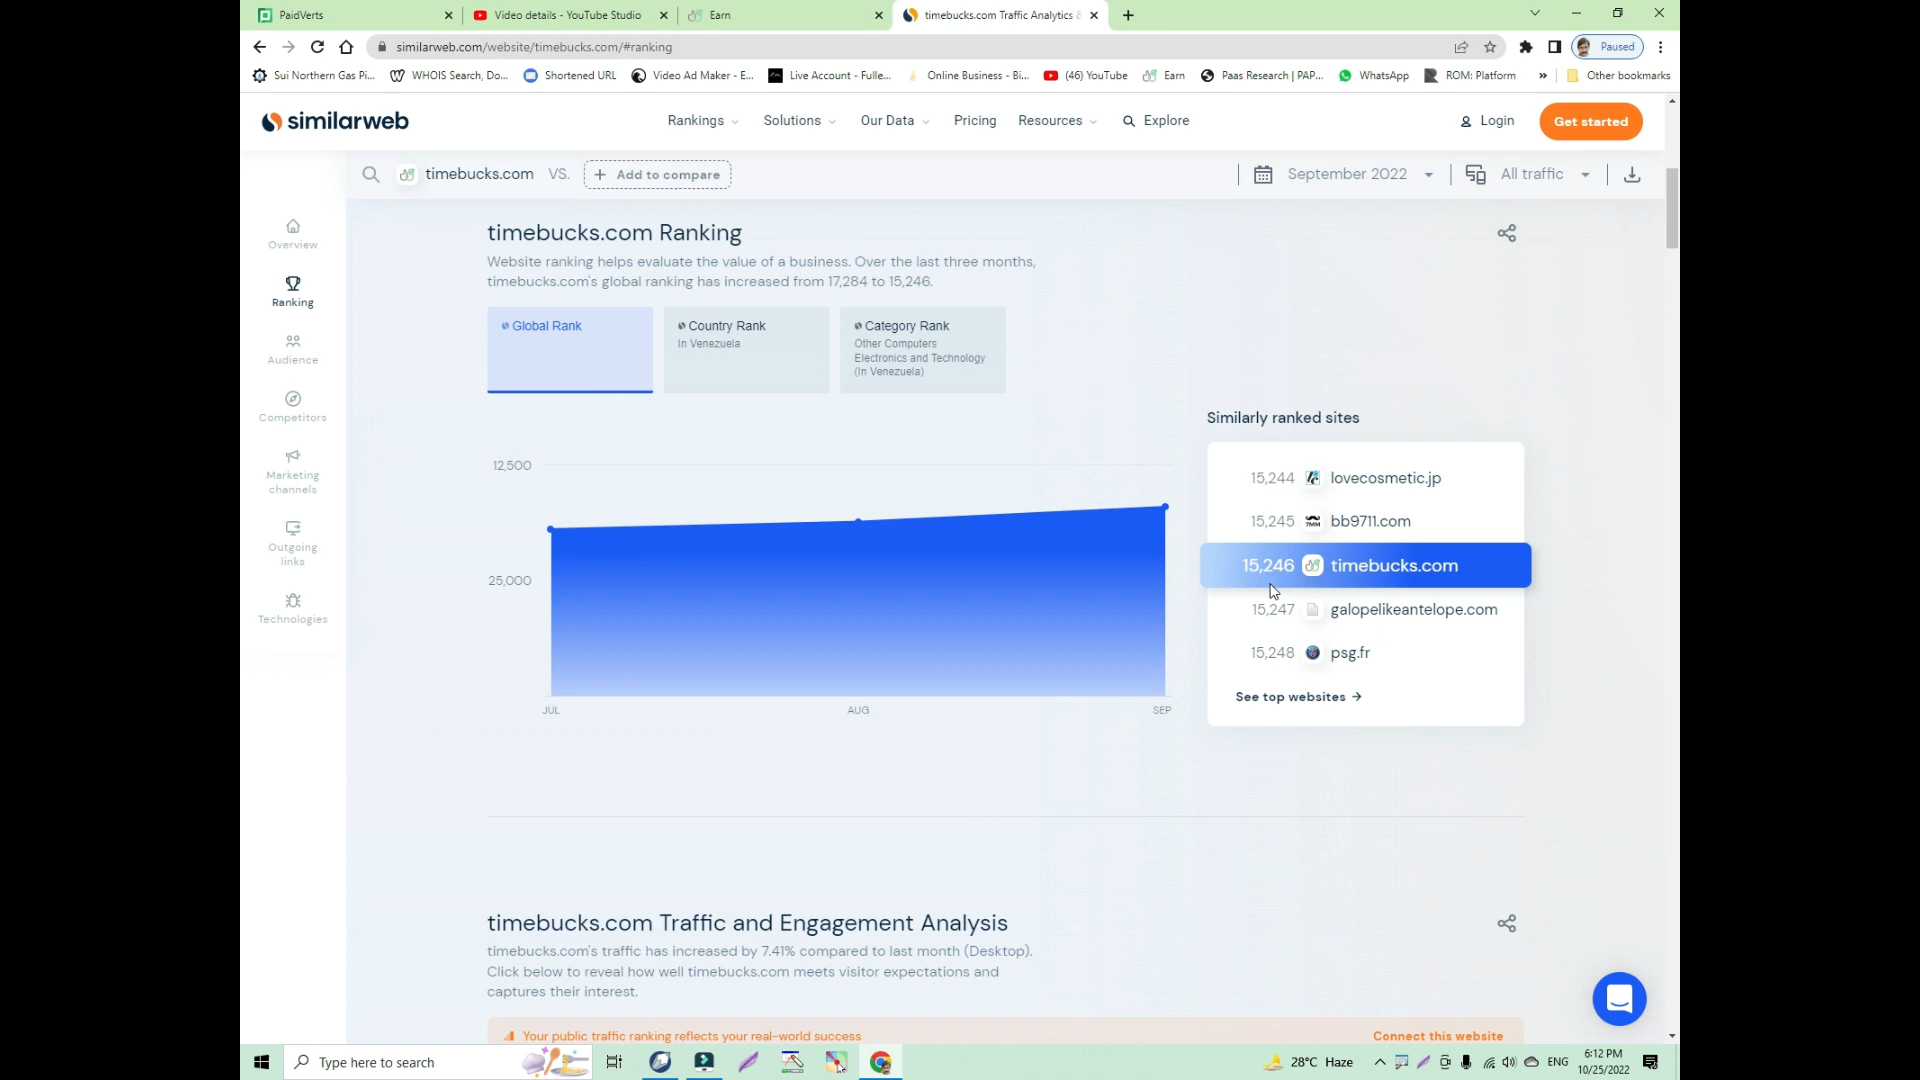 PaidVerts
Video details - YouTube Studio
Earn
timebucks.com Traffic Analytics &
similarweb.com/website/timebucks.com/#ranking
Paused
Sui Northern Gas Pi...
WHOIS Search, Do...
Shortened URL
Video Ad Maker - E...
Live Account - Fulle...
Online Business - Bi...
(46) YouTube
Earn
Paas Research | PAP...
WhatsApp
ROM: Platform
»
Other bookmarks
similarweb
Rankings
Solutions
Our Data
Pricing
Resources
Explore
Login
Get started
timebucks.com
VS.
+ Add to compare
September 2022
All traffic
Overview
Ranking
Audience
Competitors
Marketing
channels
Outgoing
links
Technologies
timebucks.com Ranking
Website ranking helps evaluate the value of a business. Over the last three months,
timebucks.com's global ranking has increased from 17,284 to 15,246.
Global Rank
Country Rank
In Venezuela
Category Rank
Other Computers
Electronics and Technology
(In Venezuela)
12,500
25,000
JUL
AUG
SEP
Similarly ranked sites
15,244 lovecosmetic.jp
15,245 bb9711.com
15,246 timebucks.com
15,247 galopelikeantelope.com
15,248 psg.fr
See top websites →
timebucks.com Traffic and Engagement Analysis
timebucks.com's traffic has increased by 7.41% compared to last month (Desktop).
Click below to reveal how well timebucks.com meets visitor expectations and
captures their interest.
Your public traffic ranking reflects your real-world success
Connect this website
Type here to search
28°C Haze
ENG
6:12 PM
10/25/2022